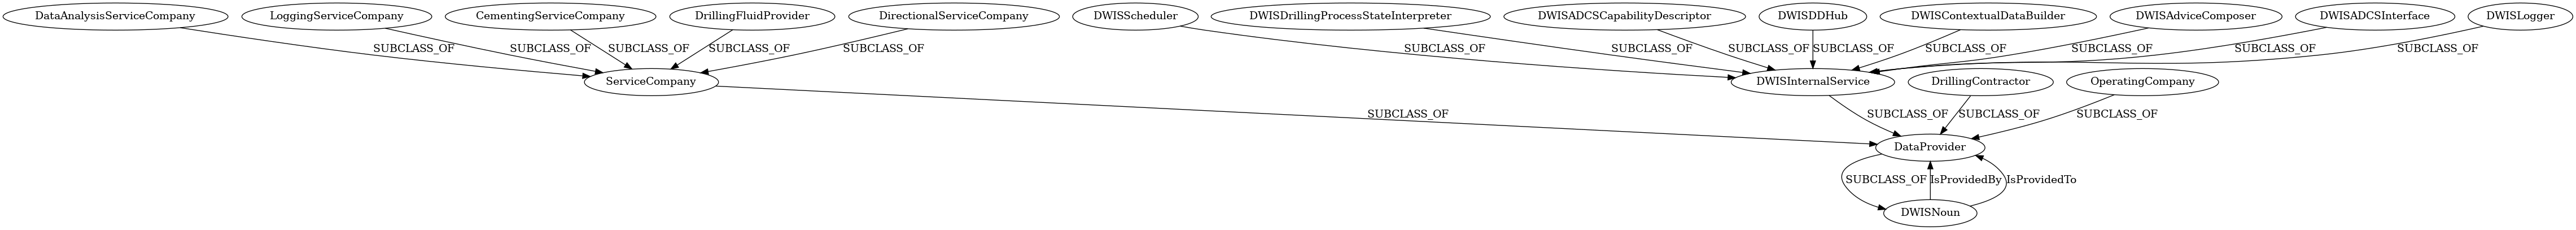 DataAnalysisServiceCompany
LoggingServiceCompany
CementingServiceCompany
DrillingFluidProvider
DirectionalServiceCompany
DWISScheduler
DWISDrillingProcessStateInterpreter
DWISADCSCapabilityDescriptor
DWISDDHub
DWISContextualDataBuilder
DWISAdviceComposer
DWISADCSInterface
DWISLogger
SUBCLASS_OF
SUBCLASS_OF
SUBCLASS_OF
SUBCLASS_OF
SUBCLASS_OF
SUBCLASS_OF
SUBCLASS_OF
SUBCLASS_OF
SUBCLASS_OF
SUBCLASS_OF
SUBCLASS_OF
SUBCLASS_OF
SUBCLASS_OF
ServiceCompany
DWISInternalService
DrillingContractor
OperatingCompany
SUBCLASS_OF
SUBCLASS_OF
SUBCLASS_OF
SUBCLASS_OF
DataProvider
SUBCLASS_OF
IsProvidedBy
IsProvidedTo
DWISNoun